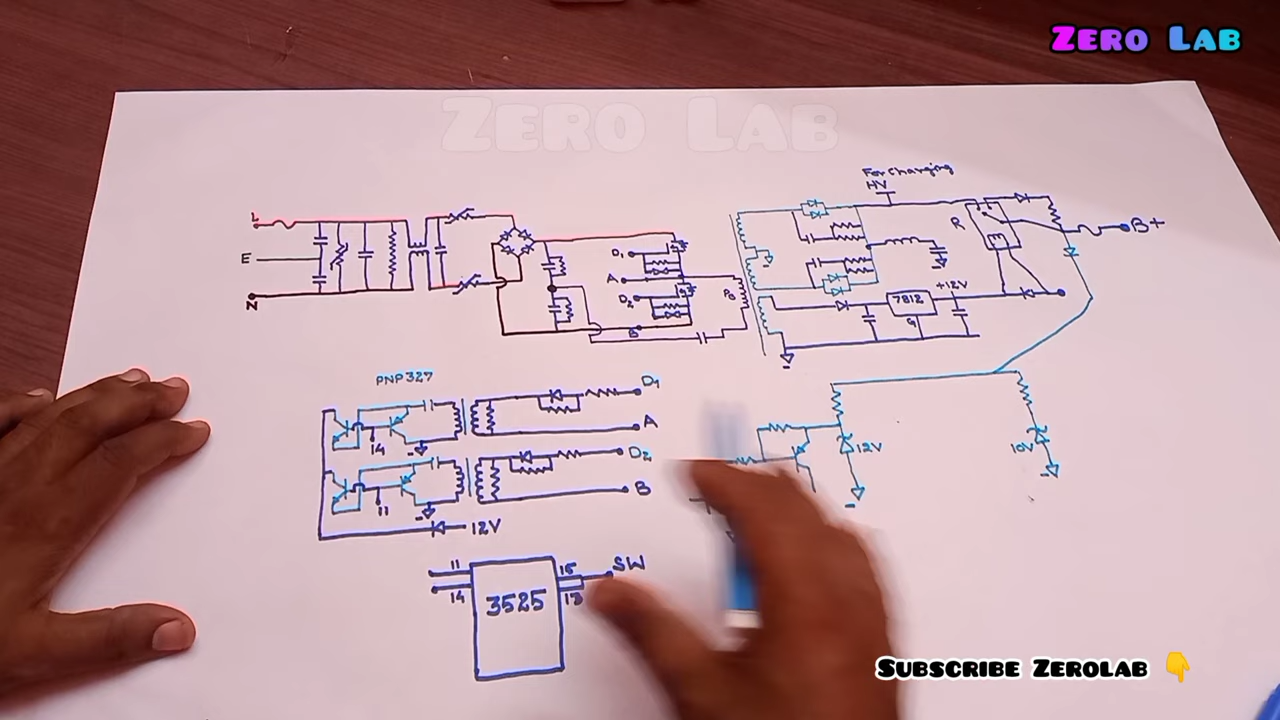 ZERO LAB
ZERO LAB
For Charging
HV
L
E
N
D1
A
D2
B
R
B+
7812
G
+12V
PNP327
D1
14
A
D2
11
B
12V
12V
10V
11
14
3525
15
13
SW
SUBSCRIBE ZEROLAB 👇